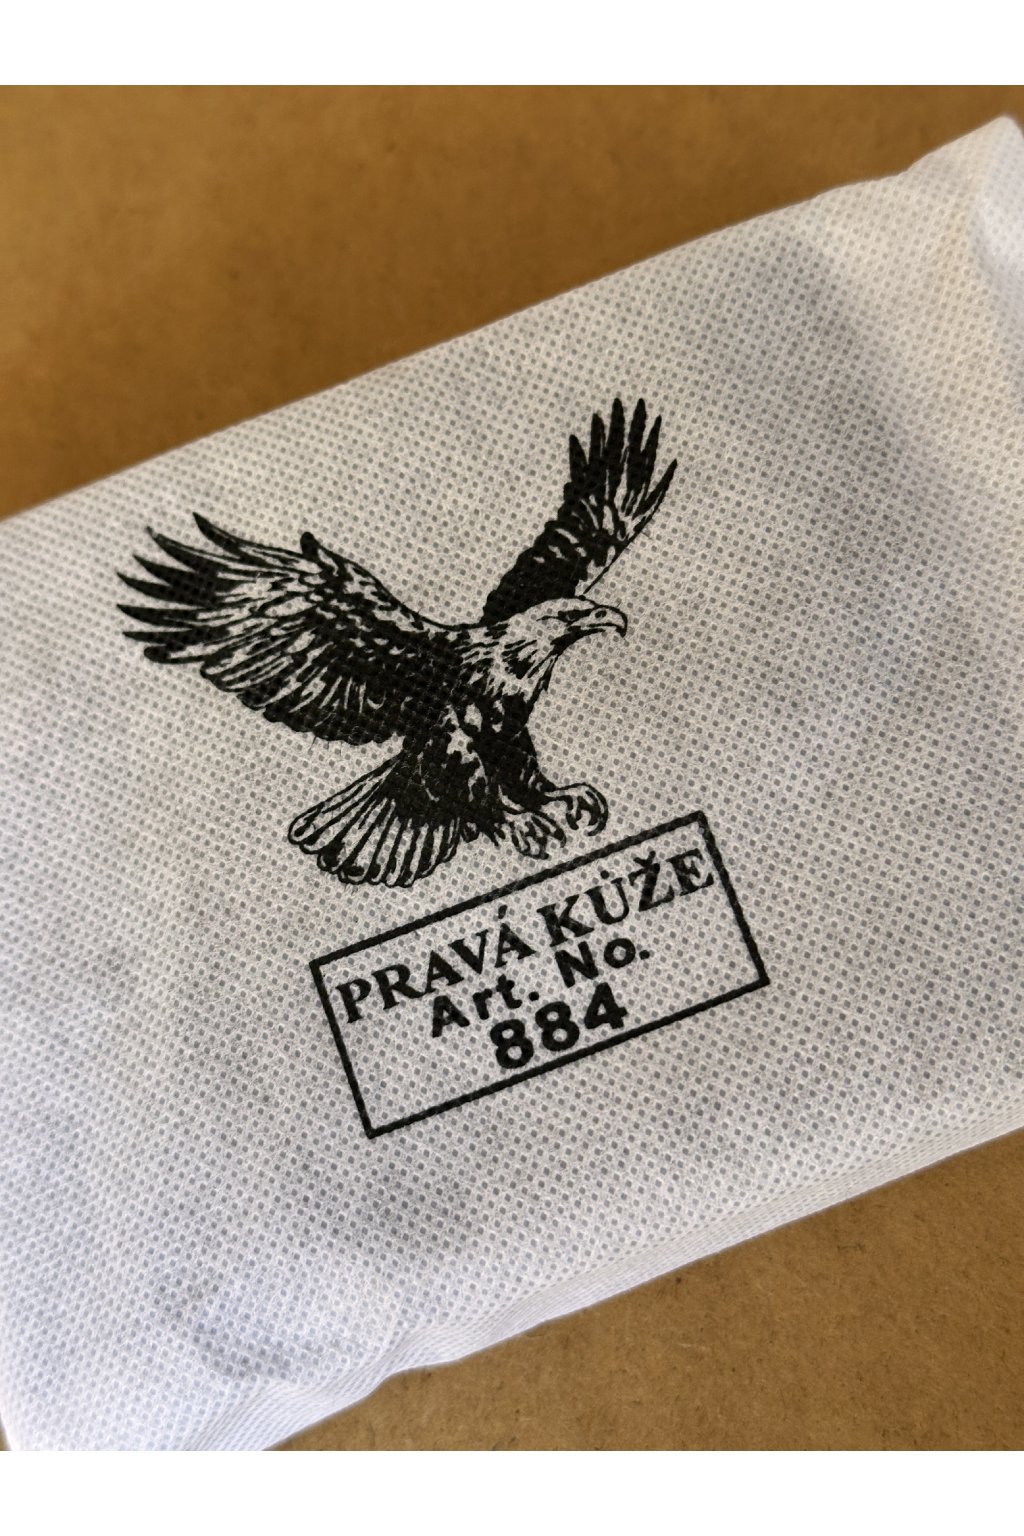 PRAVÁ KŮŽE
Art. No.
884